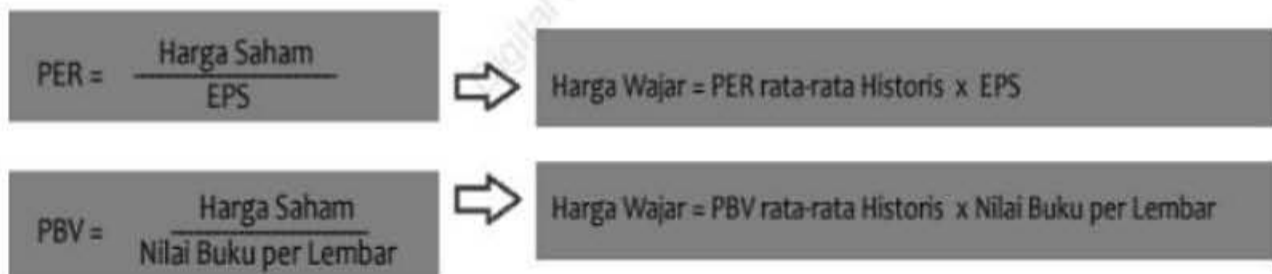 PER = Harga Saham
EPS
Harga Wajar = PER rata-rata Historis x EPS
PBV = Harga Saham
Nilai Buku per Lembar
Harga Wajar = PBV rata-rata Historis x Nilai Buku per Lembar